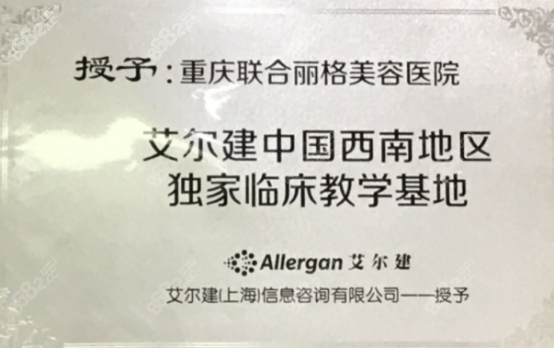 授予:重庆联合丽格美容医院
艾尔建中国西南地区
独家临床教学基地
Allergan 艾尔建
艾尔建(上海)信息咨询有限公司——授予